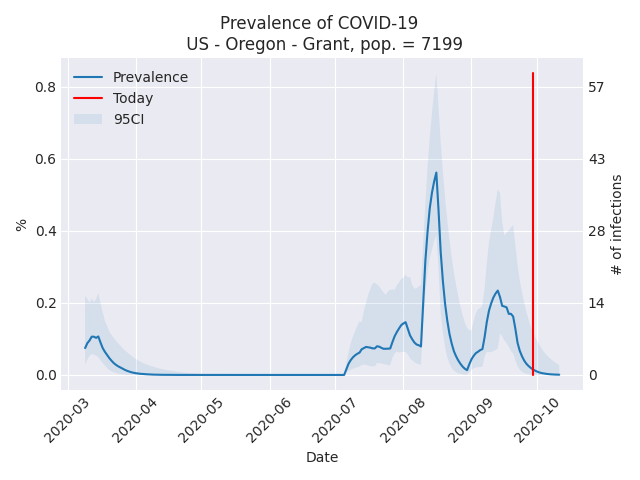 Prevalence of COVID-19
US - Oregon - Grant, pop. = 7199
Prevalence
Today
95CI
0.8
0.6
0.4
0.2
0.0
%
57
43
28
14
0
# of infections
2020-03
2020-04
2020-05
2020-06
2020-07
2020-08
2020-09
2020-10
Date